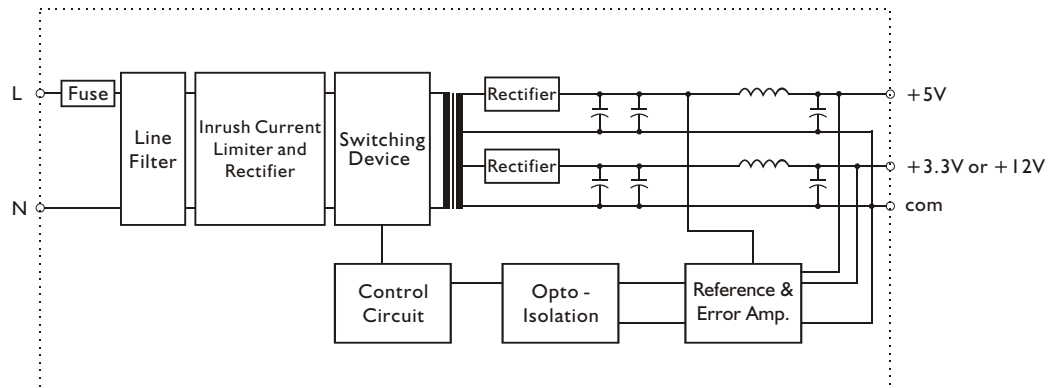 L
Fuse
Line
Filter
Inrush Current
Limiter and
Rectifier
Switching
Device
Rectifier
+5V
Rectifier
+3.3V or +12V
N
com
Control
Circuit
Opto -
Isolation
Reference &
Error Amp.